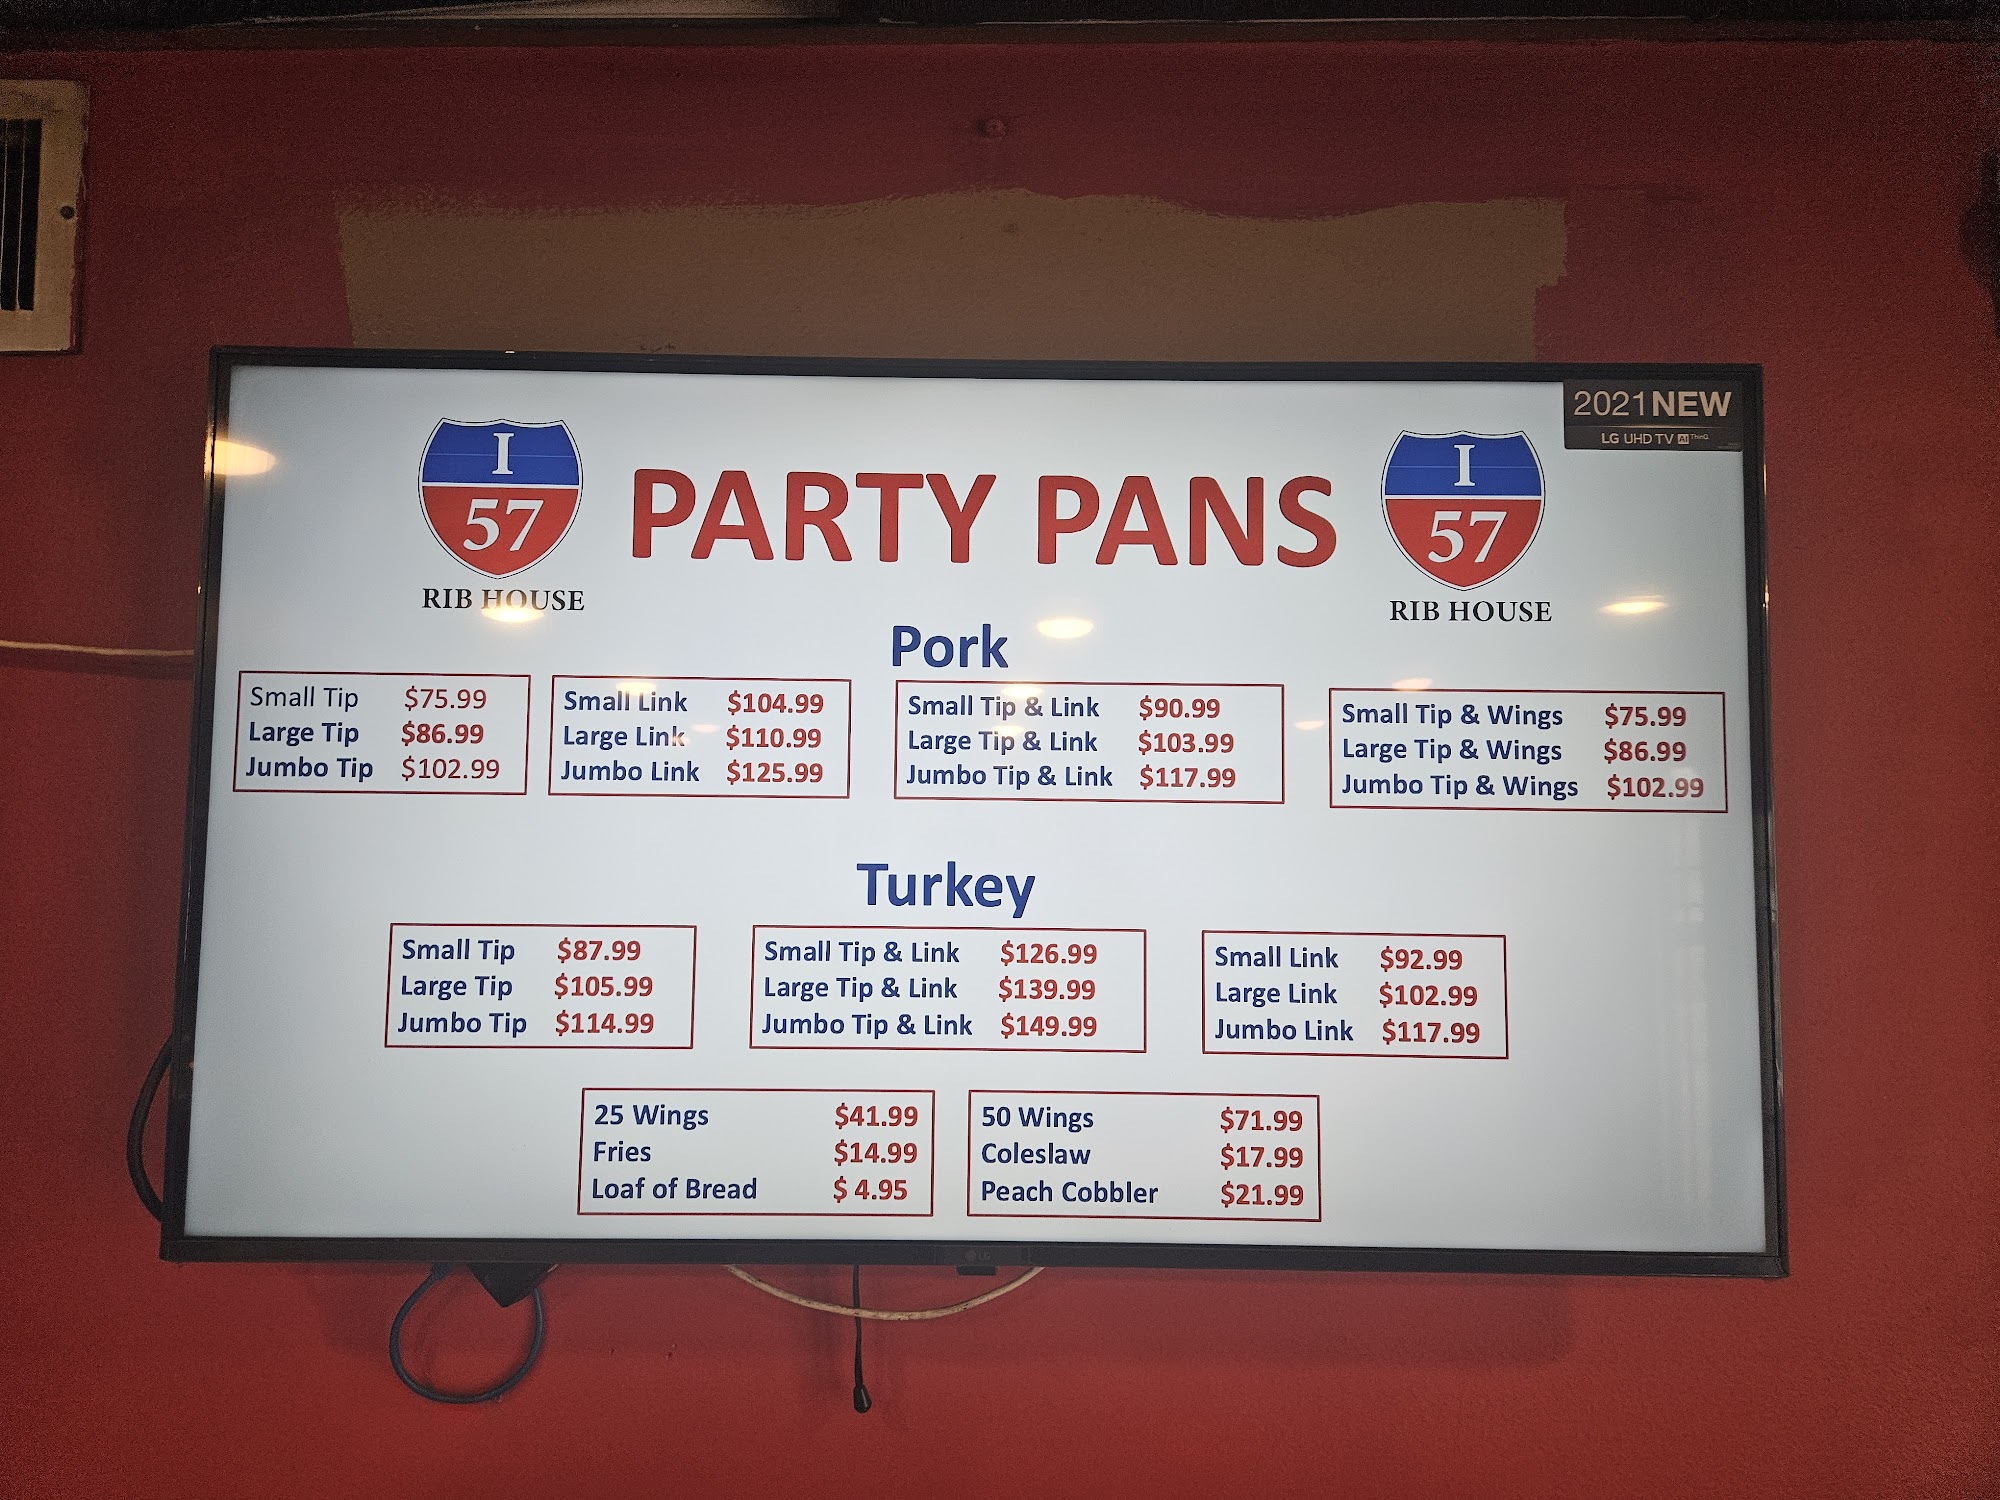 2021NEW
LG UHD TV AI ThinQ
I
57
RIB HOUSE
PARTY PANS
I
57
RIB HOUSE
Pork
Small Tip $75.99
Large Tip $86.99
Jumbo Tip $102.99
Small Link $104.99
Large Link $110.99
Jumbo Link $125.99
Small Tip & Link $90.99
Large Tip & Link $103.99
Jumbo Tip & Link $117.99
Small Tip & Wings $75.99
Large Tip & Wings $86.99
Jumbo Tip & Wings $102.99
Turkey
Small Tip $87.99
Large Tip $105.99
Jumbo Tip $114.99
Small Tip & Link $126.99
Large Tip & Link $139.99
Jumbo Tip & Link $149.99
Small Link $92.99
Large Link $102.99
Jumbo Link $117.99
25 Wings $41.99
Fries $14.99
Loaf of Bread $ 4.95
50 Wings $71.99
Coleslaw $17.99
Peach Cobbler $21.99
LG